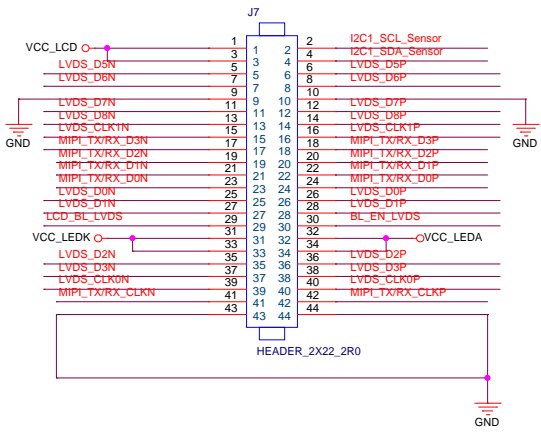 J7
1 1 2 2 I2C1_SCL_Sensor
VCC_LCD 3 3 4 4 I2C1_SDA_Sensor
LVDS_D5N 5 5 6 6 LVDS_D5P
LVDS_D6N 7 7 8 8 LVDS_D6P
9 9 10 10
LVDS_D7N 11 11 12 12 LVDS_D7P
LVDS_D8N 13 13 14 14 LVDS_D8P
LVDS_CLK1N 15 15 16 16 LVDS_CLK1P
GND MIPI_TX/RX_D3N 17 17 18 18 MIPI_TX/RX_D3P GND
MIPI_TX/RX_D2N 19 19 20 20 MIPI_TX/RX_D2P
MIPI_TX/RX_D1N 21 21 22 22 MIPI_TX/RX_D1P
MIPI_TX/RX_D0N 23 23 24 24 MIPI_TX/RX_D0P
LVDS_D0N 25 25 26 26 LVDS_D0P
LVDS_D1N 27 27 28 28 LVDS_D1P
LCD_BL_LVDS 29 29 30 30 BL_EN_LVDS
VCC_LEDK 31 31 32 32 VCC_LEDA
33 33 34 34
LVDS_D2N 35 35 36 36 LVDS_D2P
LVDS_D3N 37 37 38 38 LVDS_D3P
LVDS_CLK0N 39 39 40 40 LVDS_CLK0P
MIPI_TX/RX_CLKN 41 41 42 42 MIPI_TX/RX_CLKP
43 43 44 44
HEADER_2X22_2R0
GND